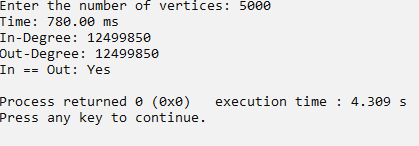 Enter the number of vertices: 5000
Time: 780.00 ms
In-Degree: 12499850
Out-Degree: 12499850
In == Out: Yes
Process returned 0 (0x0)   execution time : 4.309 s
Press any key to continue.